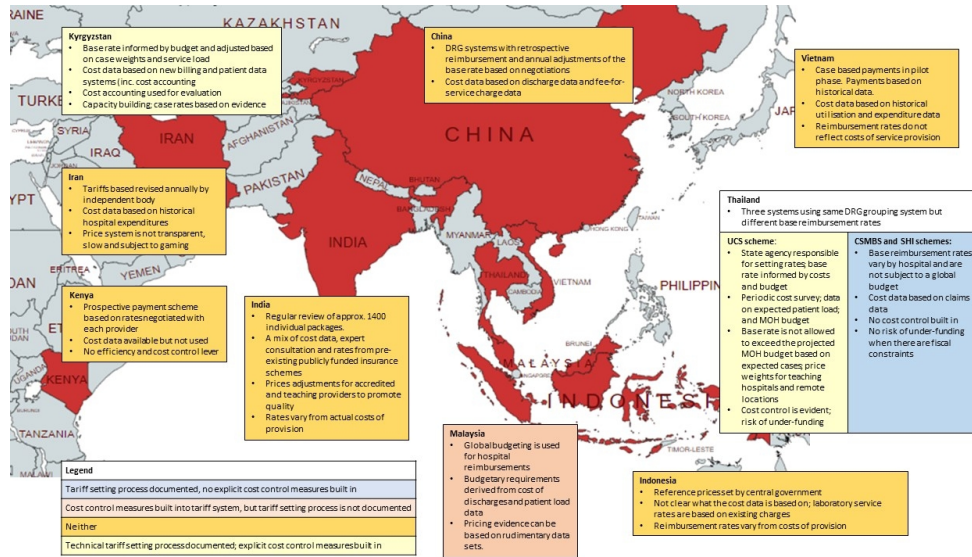 UKRAINE
KAZAKHSTAN
Kyrgyzstan
• Base rate informed by budget and adjusted based
on case weights and service load
• Cost data based on new billing and patient data
systems (inc. cost accounting
• Cost accounting used for evaluation
• Capacity building; case rates based on evidence
China
• DRG systems with retrospective
reimbursement and annual adjustments of the
base rate based on negotiations
• Cost data based on discharge data and fee-for-
service charge data
Vietnam
• Case based payments in pilot
phase. Payments based on
historical data.
• Cost data based on historical
utilisation and expenditure data
• Reimbursement rates do not
reflect costs of service provision
KYRGYZSTAN
NORTH KOREA
SOUTH KOREA
SYRIA
IRAQ
IRAN
AFGHANISTAN
PAKISTAN
CHINA
NEPAL
BHUTAN
BANGLADESH
INDIA
MYANMAR
LAOS
THAILAND
VIETNAM
CAMBODIA
HONG KONG
TAIWAN
PHILIPPI
Iran
• Tariffs based revised annually by
independent body
• Cost data based on historical
hospital expenditures
• Price system is not transparent,
slow and subject to gaming
ERITREA
YEMEN
Kenya
• Prospective payment scheme
based on rates negotiated with
each provider
• Cost data available but not used
• No efficiency and cost control lever
India
• Regular review of approx. 1400
individual packages.
• A mix of cost data, expert
consultation and rates from pre-
existing publicly funded insurance
schemes
• Prices adjustments for accredited
and teaching providers to promote
quality
• Rates vary from actual costs of
provision
Thailand
• Three systems using same DRG grouping system but
different base reimbursement rates
UCS scheme:
• State agency responsible
for setting rates; base
rate informed by costs
and budget
• Periodic cost survey; data
on expected patient load;
and MOH budget
• Base rate is not allowed
to exceed the projected
MOH budget based on
expected cases; price
weights for teaching
hospitals and remote
locations
• Cost control is evident;
risk of under-funding
CSMBS and SHI schemes:
• Base reimbursement rates
vary by hospital and are
not subject to a global
budget
• Cost data based on claims
data
• No cost control built in
• No risk of under-funding
when there are fiscal
constraints
UGANDA
KENYA
TANZANIA
MALAWI
BRUNEI
MALAYSIA
SINGAPORE
INDONES
TIMOR-LESTE
Malaysia
• Global budgeting is used
for hospital
reimbursements
• Budgetary requirements
derived from cost of
discharges and patient load
data
• Pricing evidence can be
based on rudimentary data
sets.
Indonesia
• Reference prices set by central government
• Not clear what the cost data is based on; laboratory service
rates are based on existing charges
• Reimbursement rates vary from costs of provision
Legend
Tariff setting process documented, no explicit cost control measures built in
Cost control measures built into tariff system, but tariff setting process is not documented
Neither
Technical tariff setting process documented; explicit cost control measures built in